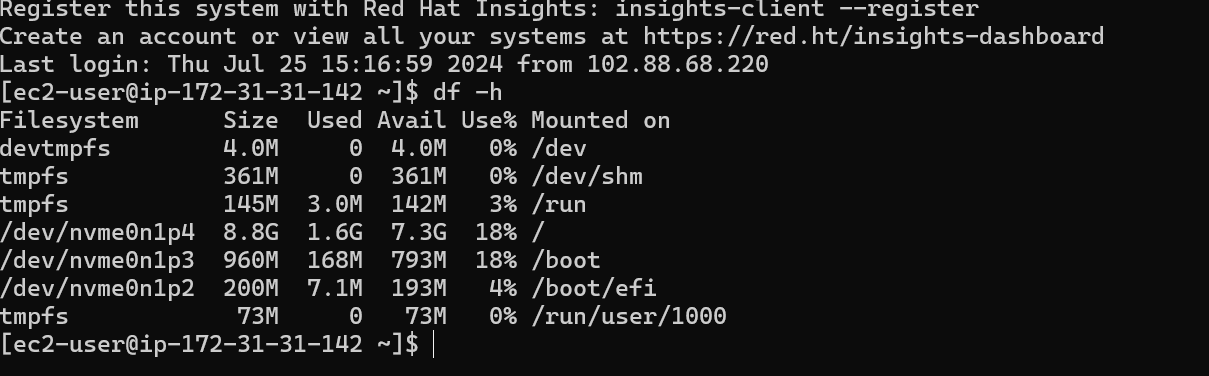 Register this system with Red Hat Insights: insights-client --register
Create an account or view all your systems at https://red.ht/insights-dashboard
Last login: Thu Jul 25 15:16:59 2024 from 102.88.68.220
[ec2-user@ip-172-31-31-142 ~]$ df -h
Filesystem      Size  Used Avail Use% Mounted on
devtmpfs        4.0M     0  4.0M   0% /dev
tmpfs           361M     0  361M   0% /dev/shm
tmpfs           145M  3.0M  142M   3% /run
/dev/nvme0n1p4  8.8G  1.6G  7.3G  18% /
/dev/nvme0n1p3  960M  168M  793M  18% /boot
/dev/nvme0n1p2  200M  7.1M  193M   4% /boot/efi
tmpfs            73M     0   73M   0% /run/user/1000
[ec2-user@ip-172-31-31-142 ~]$